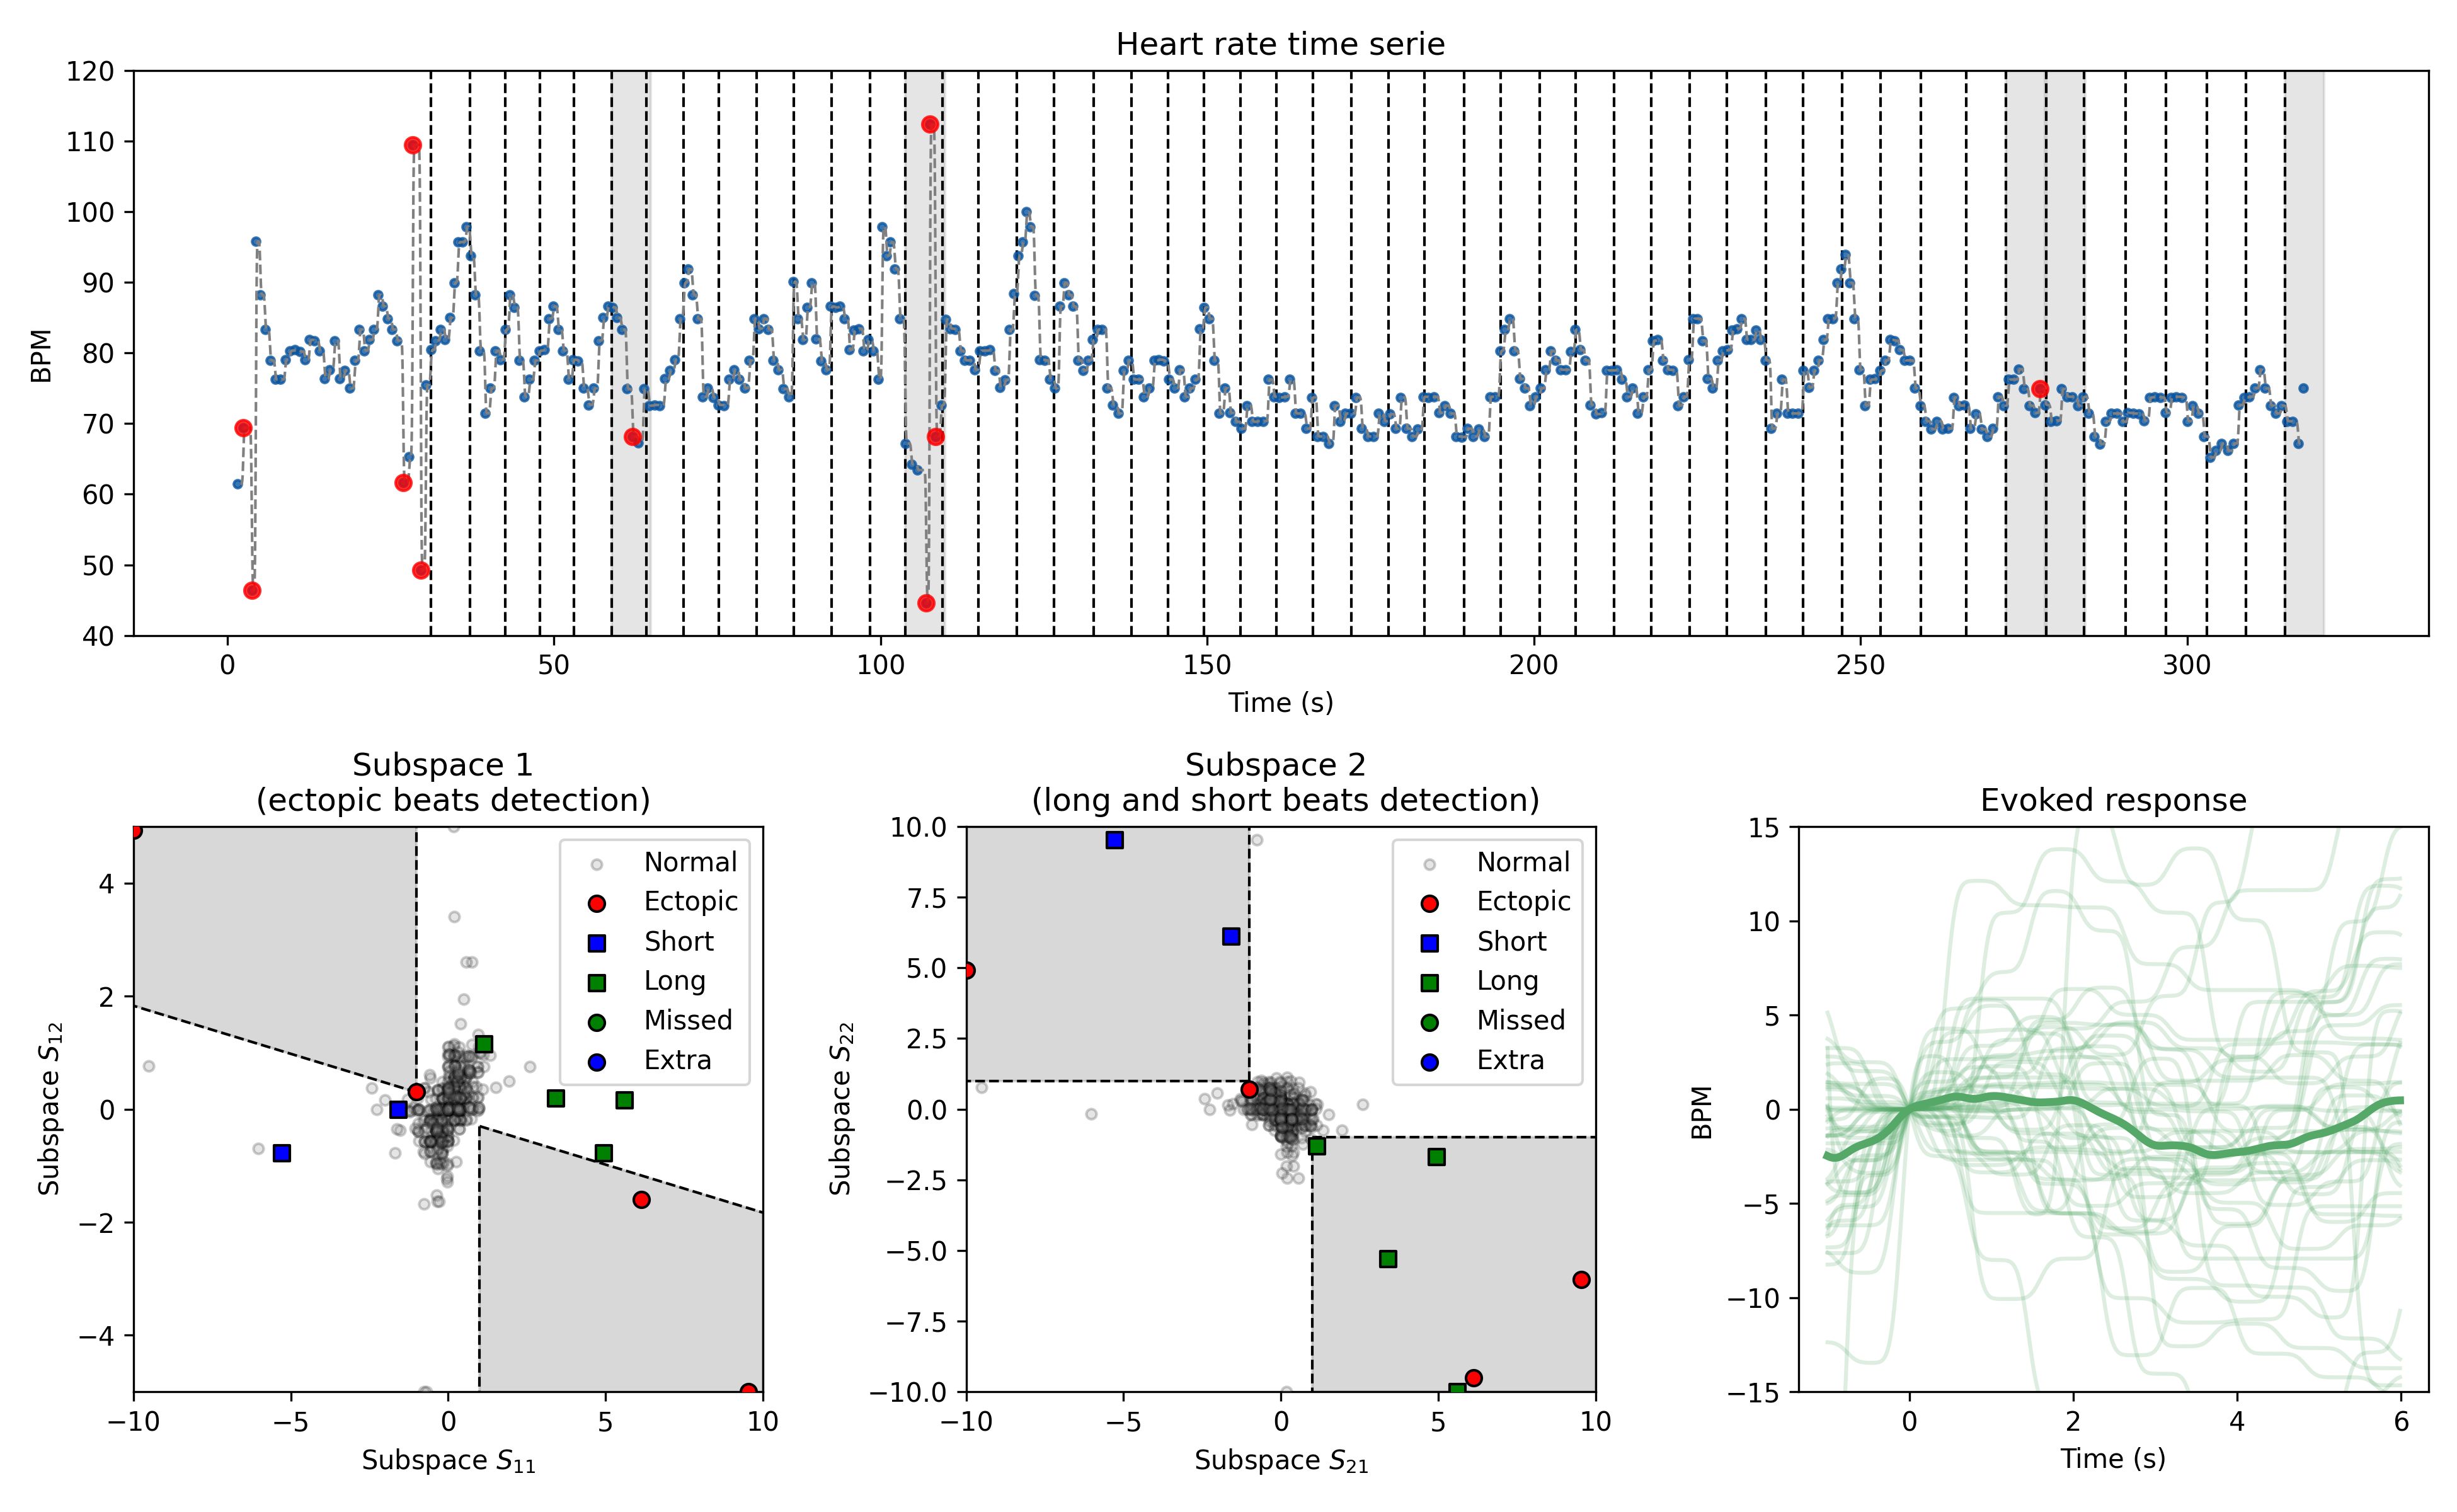 Heart rate time serie
BPM
120
110
100
90
80
70
60
50
40
0 50 100 150 200 250 300
Time (s)
Subspace 1
(ectopic beats detection)
Subspace S12
4
2
0
−2
−4
−10 −5 0 5 10
Subspace S11
Normal
Ectopic
Short
Long
Missed
Extra
Subspace 2
(long and short beats detection)
Subspace S22
10.0
7.5
5.0
2.5
0.0
−2.5
−5.0
−7.5
−10.0
−10 −5 0 5 10
Subspace S21
Normal
Ectopic
Short
Long
Missed
Extra
Evoked response
BPM
15
10
5
0
−5
−10
−15
0 2 4 6
Time (s)